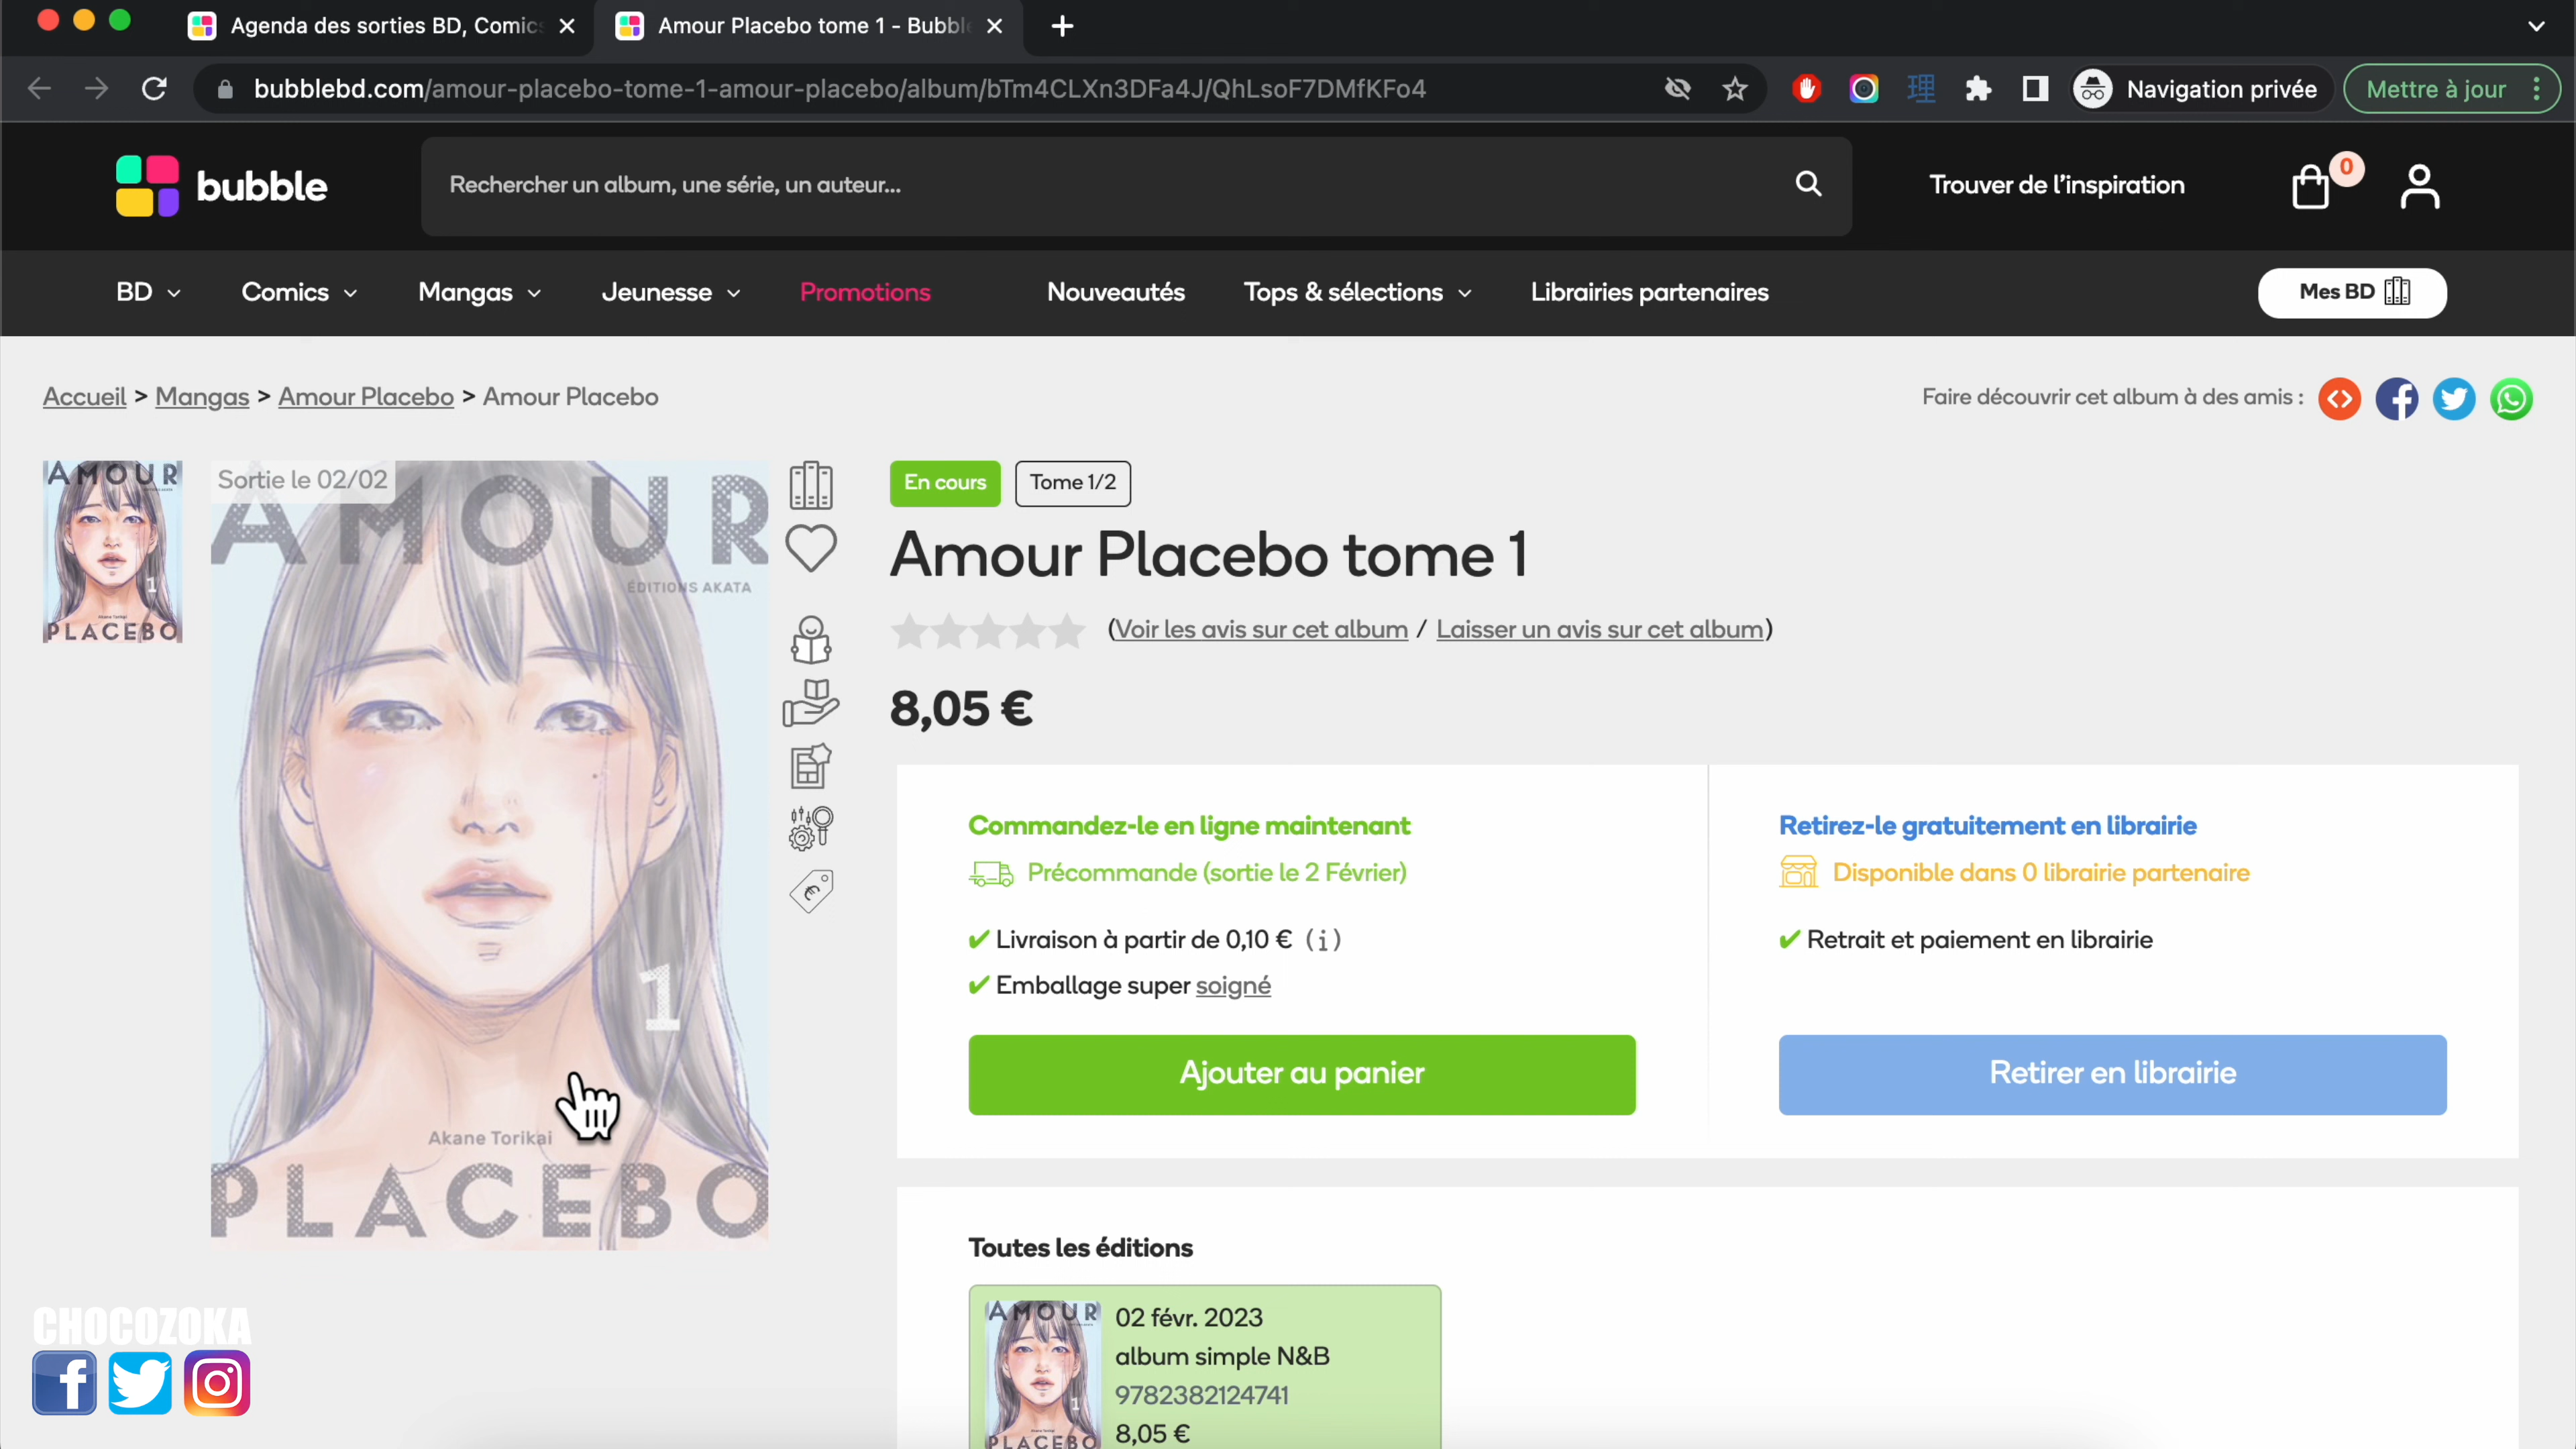 Agenda des sorties BD, Comics
Amour Placebo tome 1 - Bubble
bubblebd.com/amour-placebo-tome-1-amour-placebo/album/bTm4CLXn3DFa4J/QhLsoF7DMfKFo4
Navigation privée
Mettre à jour
bubble
Rechercher un album, une série, un auteur...
Trouver de l'inspiration
0
BD
Comics
Mangas
Jeunesse
Promotions
Nouveautés
Tops & sélections
Librairies partenaires
Mes BD
Accueil > Mangas > Amour Placebo > Amour Placebo
Faire découvrir cet album à des amis :
AMOUR
1
PLACEBO
Sortie le 02/02
AMOUR
ÉDITIONS AKATA
1
Akane Torikai
PLACEBO
En cours
Tome 1/2
Amour Placebo tome 1
(Voir les avis sur cet album / Laisser un avis sur cet album)
8,05 €
Commandez-le en ligne maintenant
Précommande (sortie le 2 Février)
✔ Livraison à partir de 0,10 € (i)
✔ Emballage super soigné
Ajouter au panier
Retirez-le gratuitement en librairie
Disponible dans 0 librairie partenaire
✔ Retrait et paiement en librairie
Retirer en librairie
Toutes les éditions
AMOUR
1
PLACEBO
02 févr. 2023
album simple N&B
9782382124741
8,05 €
CHOCOZOKA